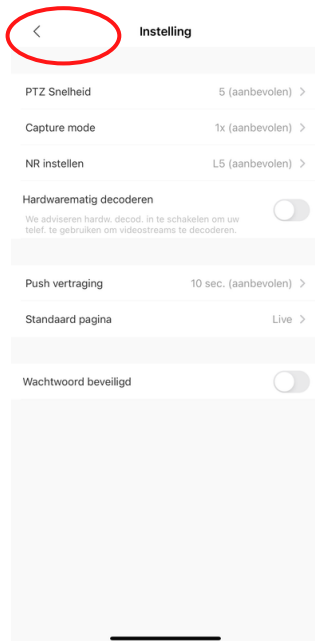 Instelling
PTZ Snelheid 5 (aanbevolen)
Capture mode 1x (aanbevolen)
NR instellen L5 (aanbevolen)
Hardwarematig decoderen
We adviseren hardw. decod. in te schakelen om uw
telef. te gebruiken om videostreams te decoderen.
Push vertraging 10 sec. (aanbevolen)
Standaard pagina Live
Wachtwoord beveiligd